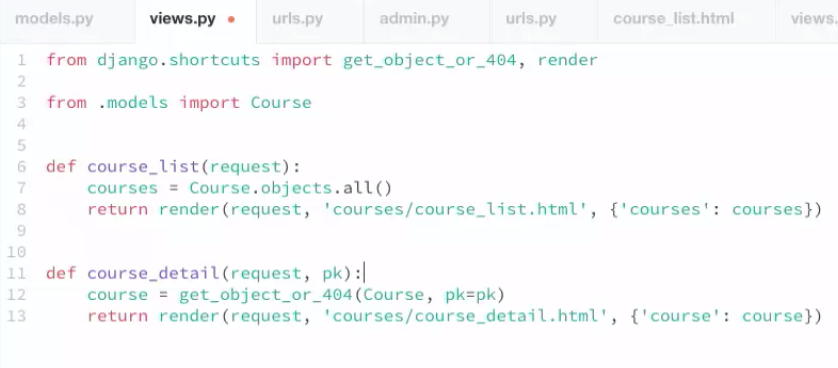 models.py views.py urls.py admin.py urls.py course_list.html views.
1 from django.shortcuts import get_object_or_404, render
2
3 from .models import Course
4
5
6 def course_list(request):
7     courses = Course.objects.all()
8     return render(request, 'courses/course_list.html', {'courses': courses})
9
10
11 def course_detail(request, pk):
12     course = get_object_or_404(Course, pk=pk)
13     return render(request, 'courses/course_detail.html', {'course': course})